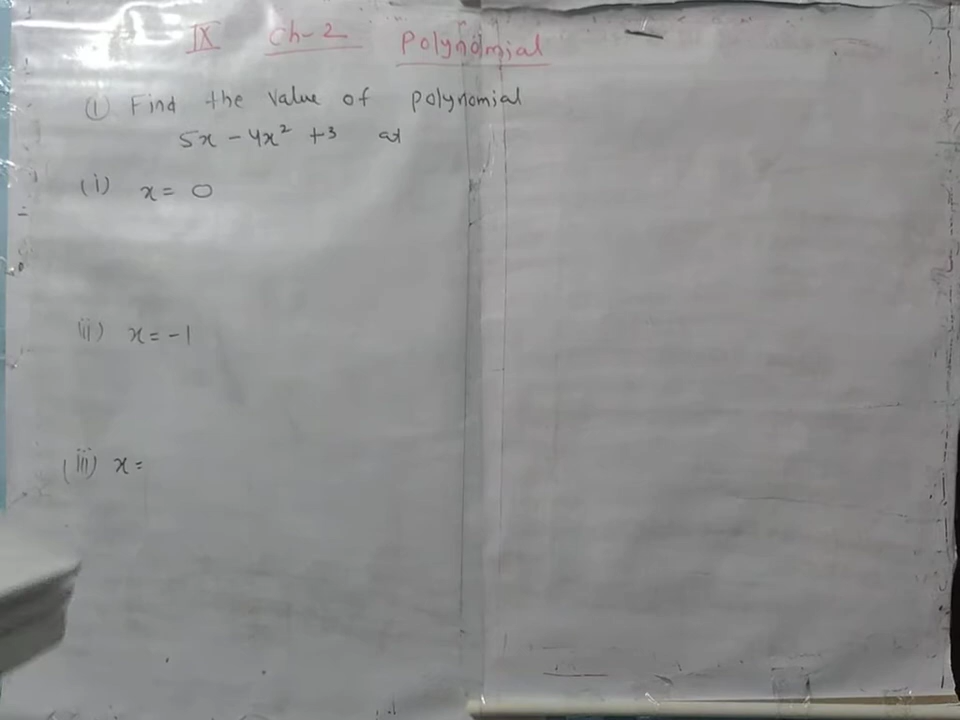 IX Ch-2 Polynomial
① Find the value of polynomial
5x - 4x² + 3 at
(i) x = 0
(ii) x = -1
(iii) x =